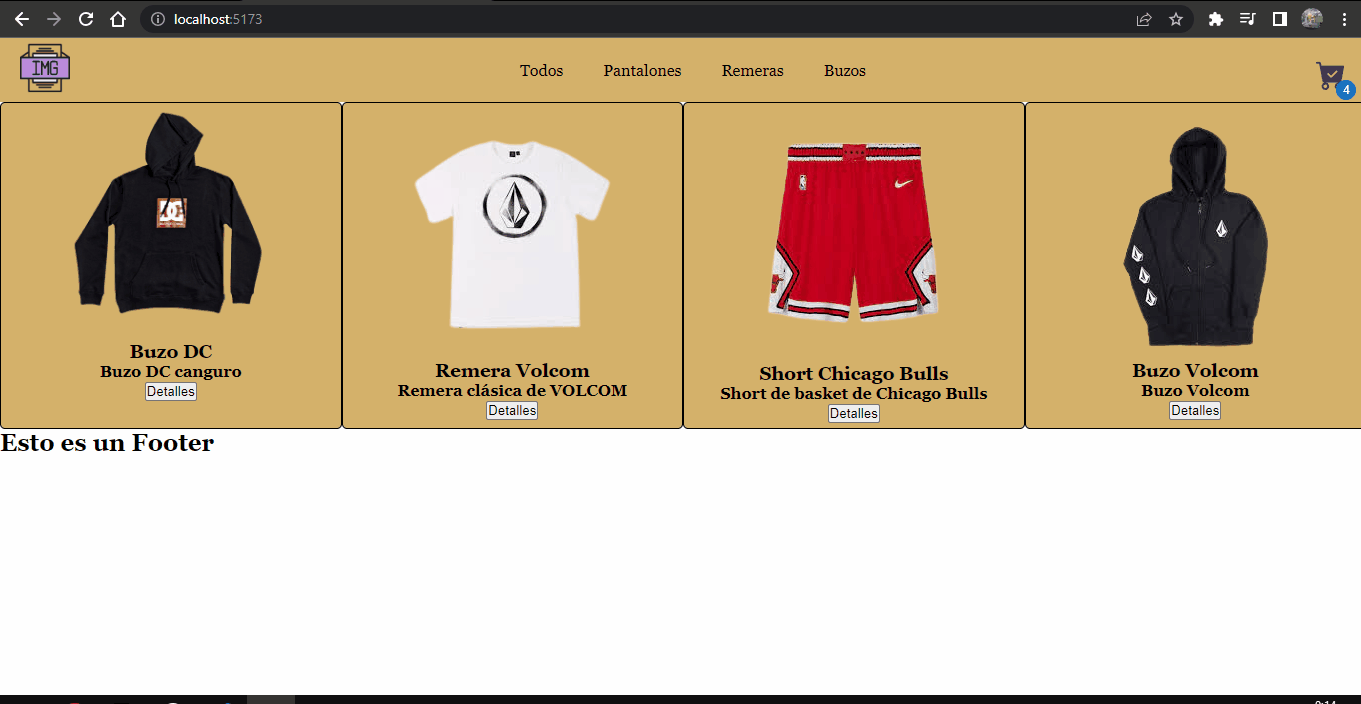 localhost:5173
IMG
Todos Pantalones Remeras Buzos
4
DC
Buzo DC
Buzo DC canguro
Detalles
Remera Volcom
Remera clásica de VOLCOM
Detalles
Short Chicago Bulls
Short de basket de Chicago Bulls
Detalles
Buzo Volcom
Buzo Volcom
Detalles
Esto es un Footer